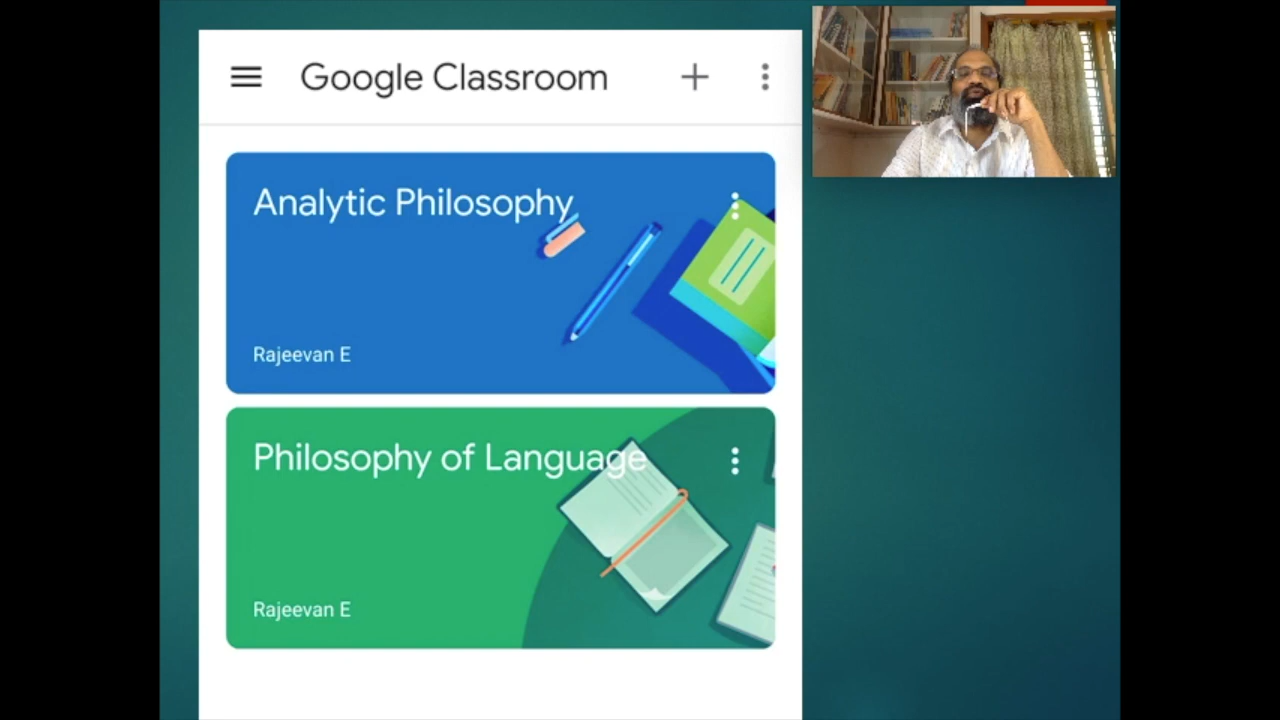 Google Classroom
Analytic Philosophy
Rajeevan E
Philosophy of Language
Rajeevan E